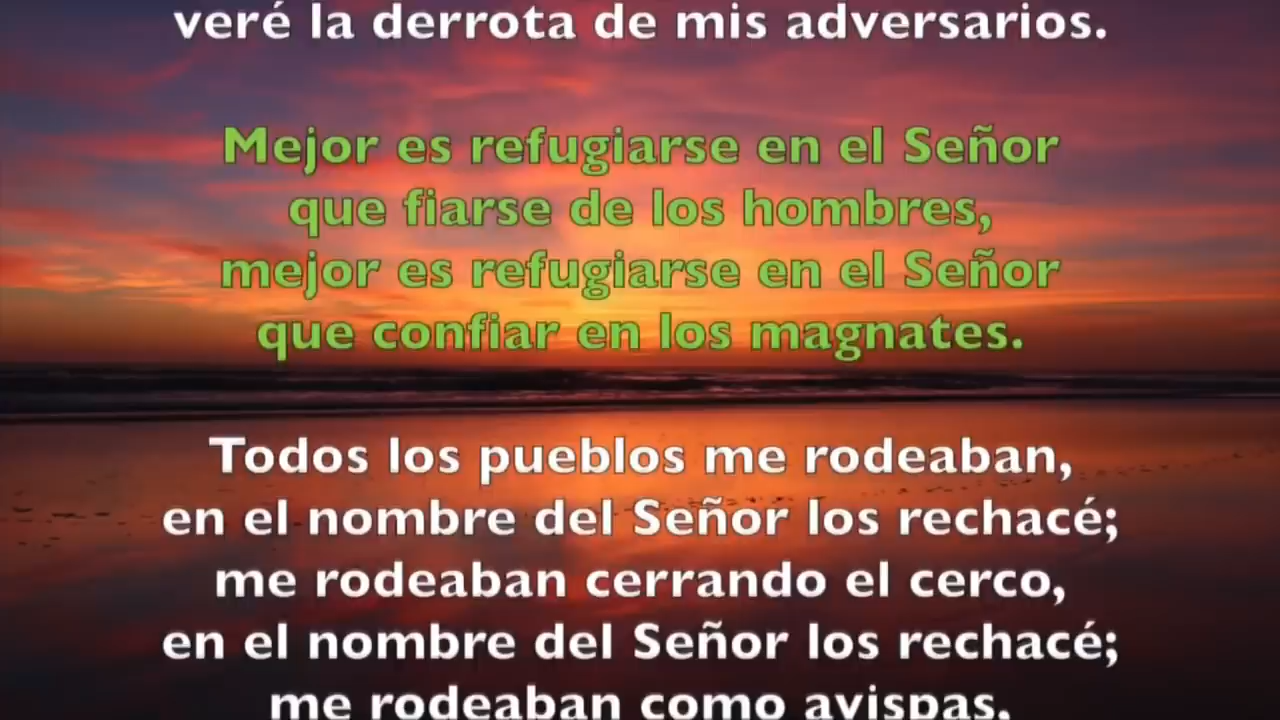 veré la derrota de mis adversarios.
Mejor es refugiarse en el Señor
que fiarse de los hombres,
mejor es refugiarse en el Señor
que confiar en los magnates.
Todos los pueblos me rodeaban,
en el nombre del Señor los rechacé;
me rodeaban cerrando el cerco,
en el nombre del Señor los rechacé;
me rodeaban como avispas,